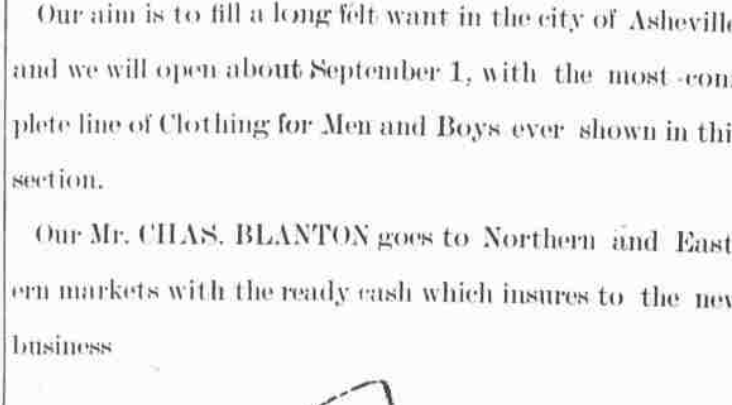 Our aim is to fill a long felt want in the city of Asheville
and we will open about September 1, with the most com-
plete line of Clothing for Men and Boys ever shown in thi
section.
Our Mr. CHAS. BLANTON goes to Northern and East
ern markets with the ready cash which insures to the new
business